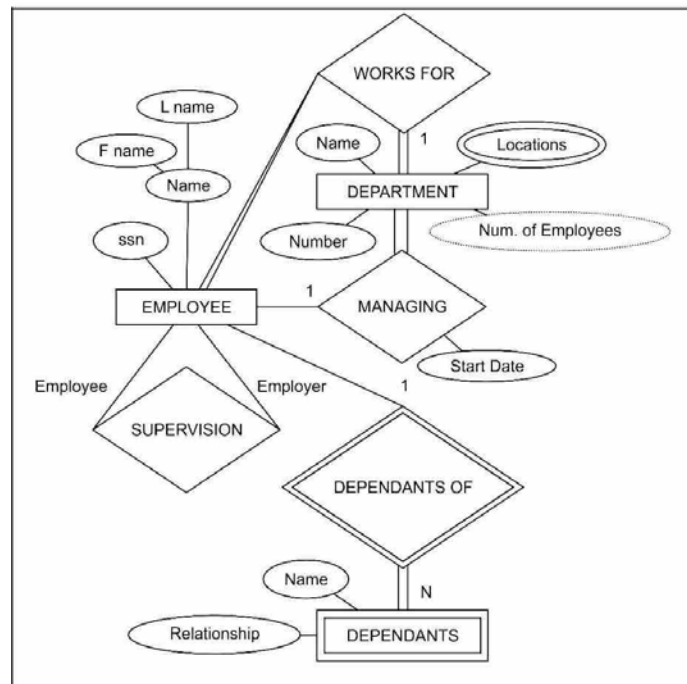 WORKS FOR
L name
Name
1
Locations
F name
Name
DEPARTMENT
ssn
Number
Num. of Employees
EMPLOYEE
1
MANAGING
Start Date
Employee
Employer
1
SUPERVISION
DEPENDANTS OF
Name
N
Relationship
DEPENDANTS